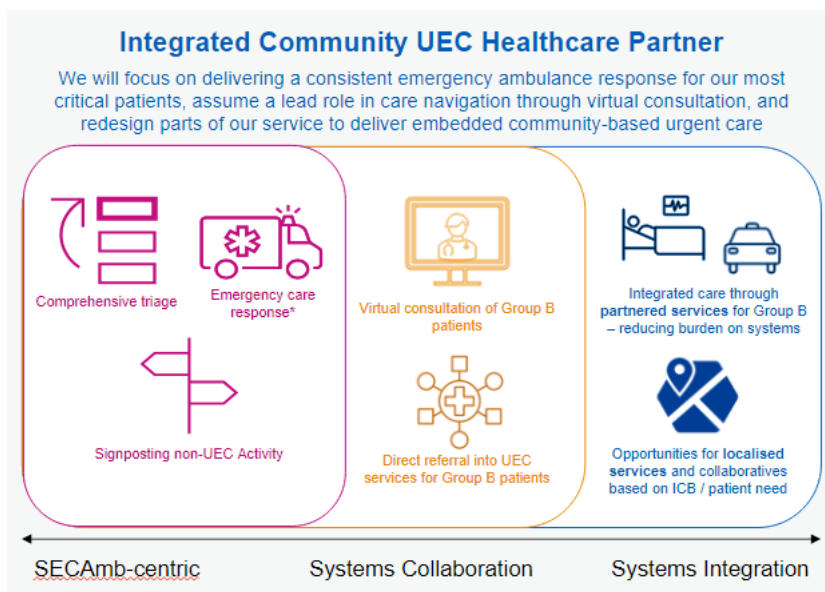 Integrated Community UEC Healthcare Partner
We will focus on delivering a consistent emergency ambulance response for our most
critical patients, assume a lead role in care navigation through virtual consultation, and
redesign parts of our service to deliver embedded community-based urgent care
Comprehensive triage
Emergency care
response*
Signposting non-UEC Activity
Virtual consultation of Group B
patients
Direct referral into UEC
services for Group B patients
Integrated care through
partnered services for Group B
– reducing burden on systems
Opportunities for localised
services and collaboratives
based on ICB / patient need
SECAmb-centric
Systems Collaboration
Systems Integration